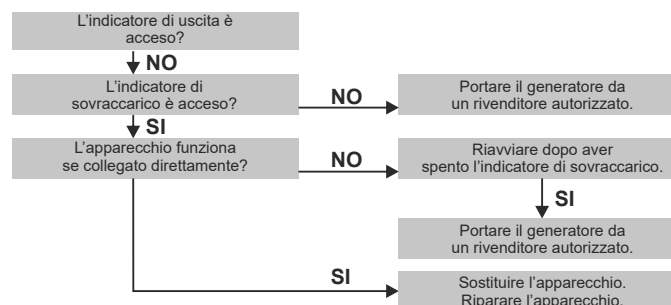 L'indicatore di uscita è
acceso?
NO
L'indicatore di
sovraccarico è acceso?
NO
Portare il generatore da
un rivenditore autorizzato.
SI
L'apparecchio funziona
se collegato direttamente?
NO
Riavviare dopo aver
spento l'indicatore di sovraccarico.
SI
Portare il generatore da
un rivenditore autorizzato.
SI
Sostituire l'apparecchio.
Riparare l'apparecchio.